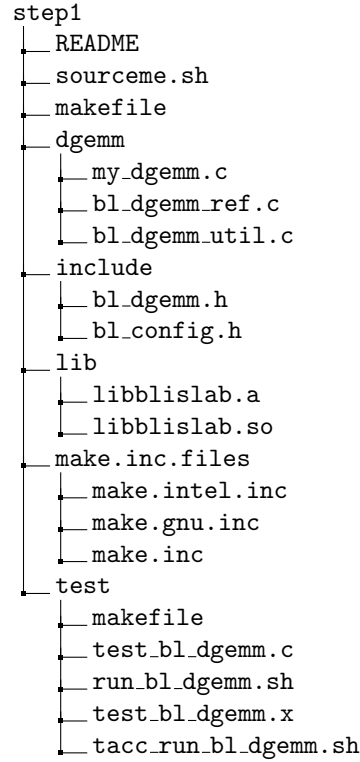 step1
README
sourceme.sh
makefile
dgemm
my_dgemm.c
bl_dgemm_ref.c
bl_dgemm_util.c
include
bl_dgemm.h
bl_config.h
lib
libblislab.a
libblislab.so
make.inc.files
make.intel.inc
make.gnu.inc
make.inc
test
makefile
test_bl_dgemm.c
run_bl_dgemm.sh
test_bl_dgemm.x
tacc_run_bl_dgemm.sh